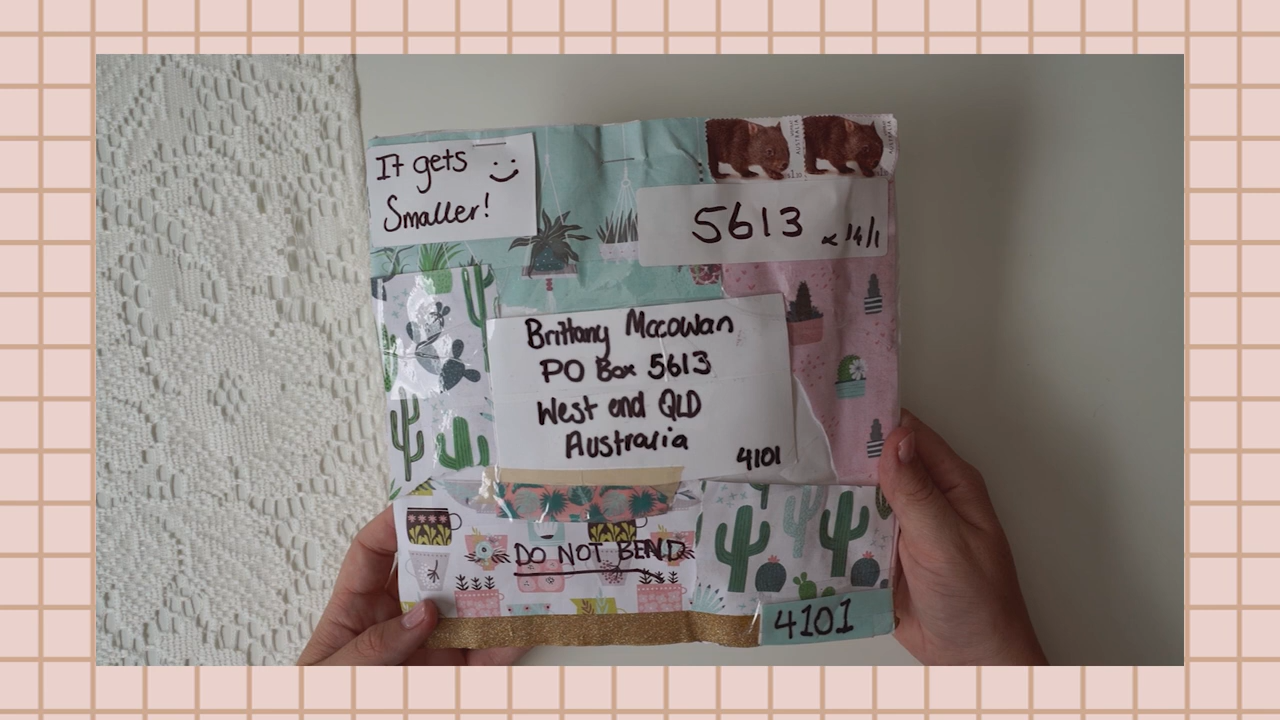 It gets
Smaller!
5613
x 14/1
Brittany Mccowan
PO Box 5613
West end QLD
Australia
4101
DO NOT BEND
4101
AUSTRALIA